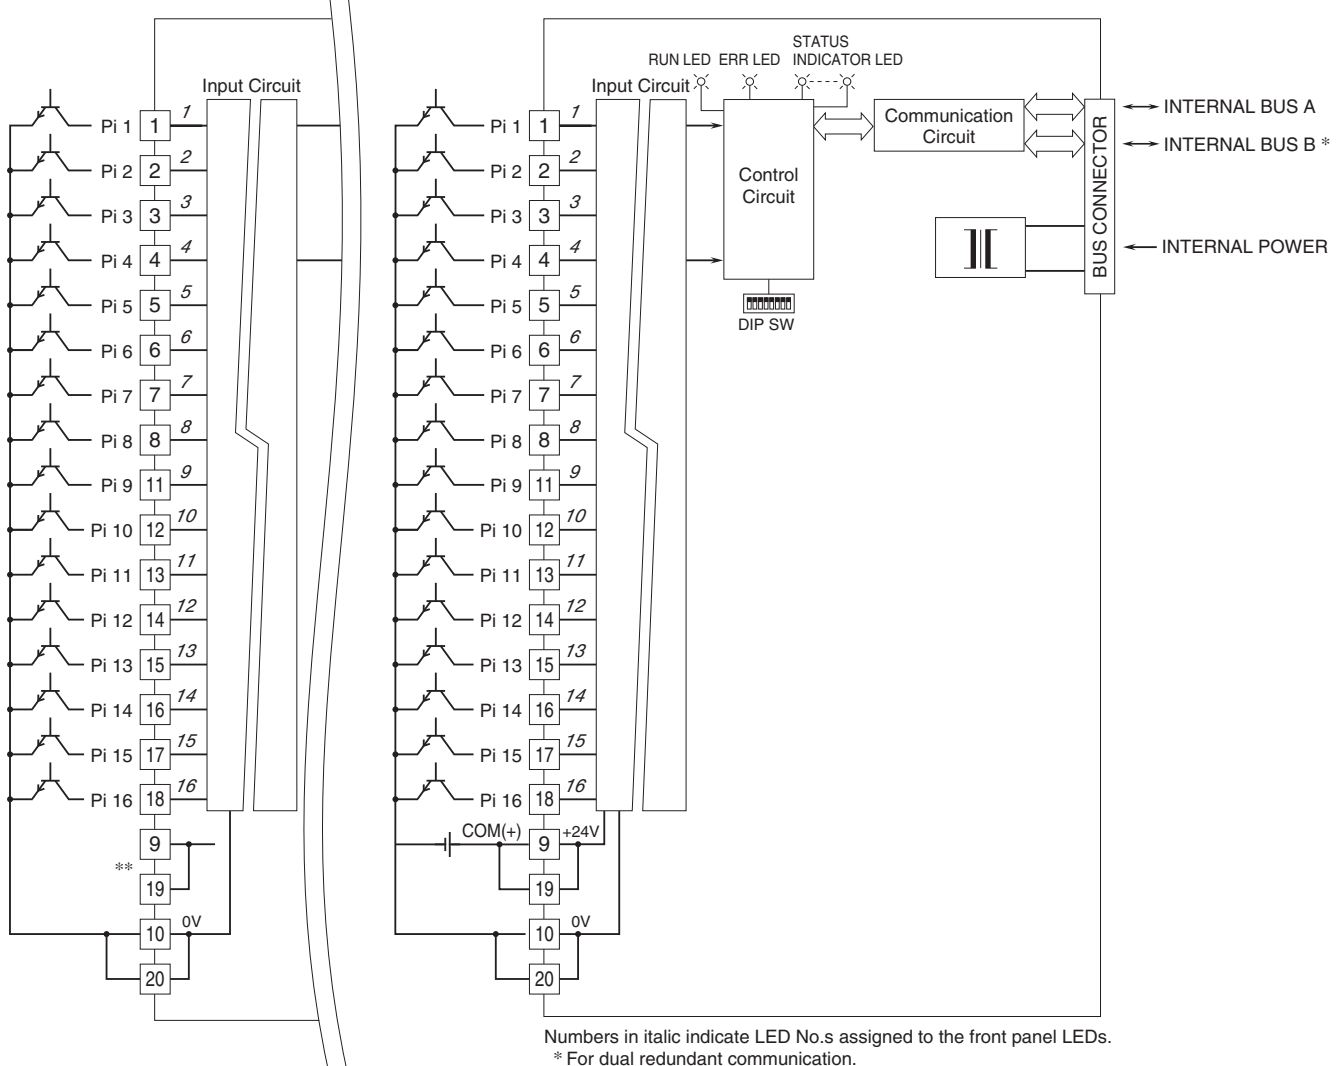 STATUS
RUN LED ERR LED INDICATOR LED
Input Circuit
Pi 1 1 1
Pi 2 2 2
Pi 3 3 3
Pi 4 4 4
Pi 5 5 5
Pi 6 6 6
Pi 7 7 7
Pi 8 8 8
Pi 9 11 9
Pi 10 12 10
Pi 11 13 11
Pi 12 14 12
Pi 13 15 13
Pi 14 16 14
Pi 15 17 15
Pi 16 18 16
9
**
19
10 0V
20
Input Circuit
Pi 1 1 1
Pi 2 2 2
Pi 3 3 3
Pi 4 4 4
Pi 5 5 5
Pi 6 6 6
Pi 7 7 7
Pi 8 8 8
Pi 9 11 9
Pi 10 12 10
Pi 11 13 11
Pi 12 14 12
Pi 13 15 13
Pi 14 16 14
Pi 15 17 15
Pi 16 18 16
COM(+) 9 +24V
19
10 0V
20
Control
Circuit
DIP SW
Communication
Circuit
BUS CONNECTOR
INTERNAL BUS A
INTERNAL BUS B *
INTERNAL POWER
Numbers in italic indicate LED No.s assigned to the front panel LEDs.
* For dual redundant communication.